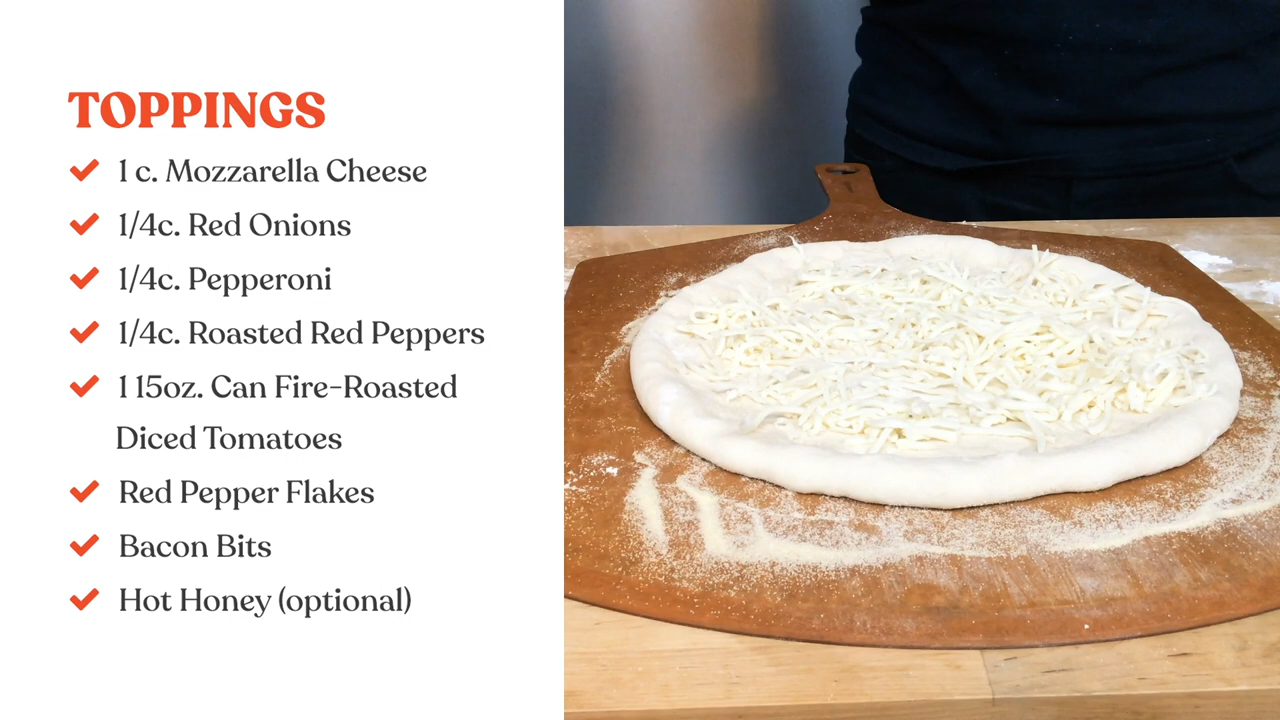 TOPPINGS
1 c. Mozzarella Cheese
1/4c. Red Onions
1/4c. Pepperoni
1/4c. Roasted Red Peppers
1 15oz. Can Fire-Roasted
Diced Tomatoes
Red Pepper Flakes
Bacon Bits
Hot Honey (optional)